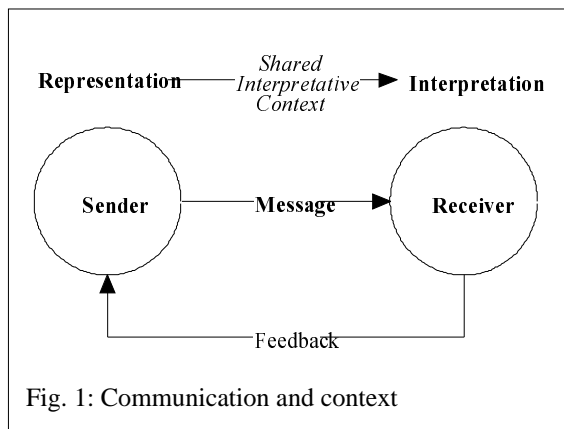 Shared
Representation Interpretative Interpretation
Context
Sender Message Receiver
Feedback
Fig. 1: Communication and context